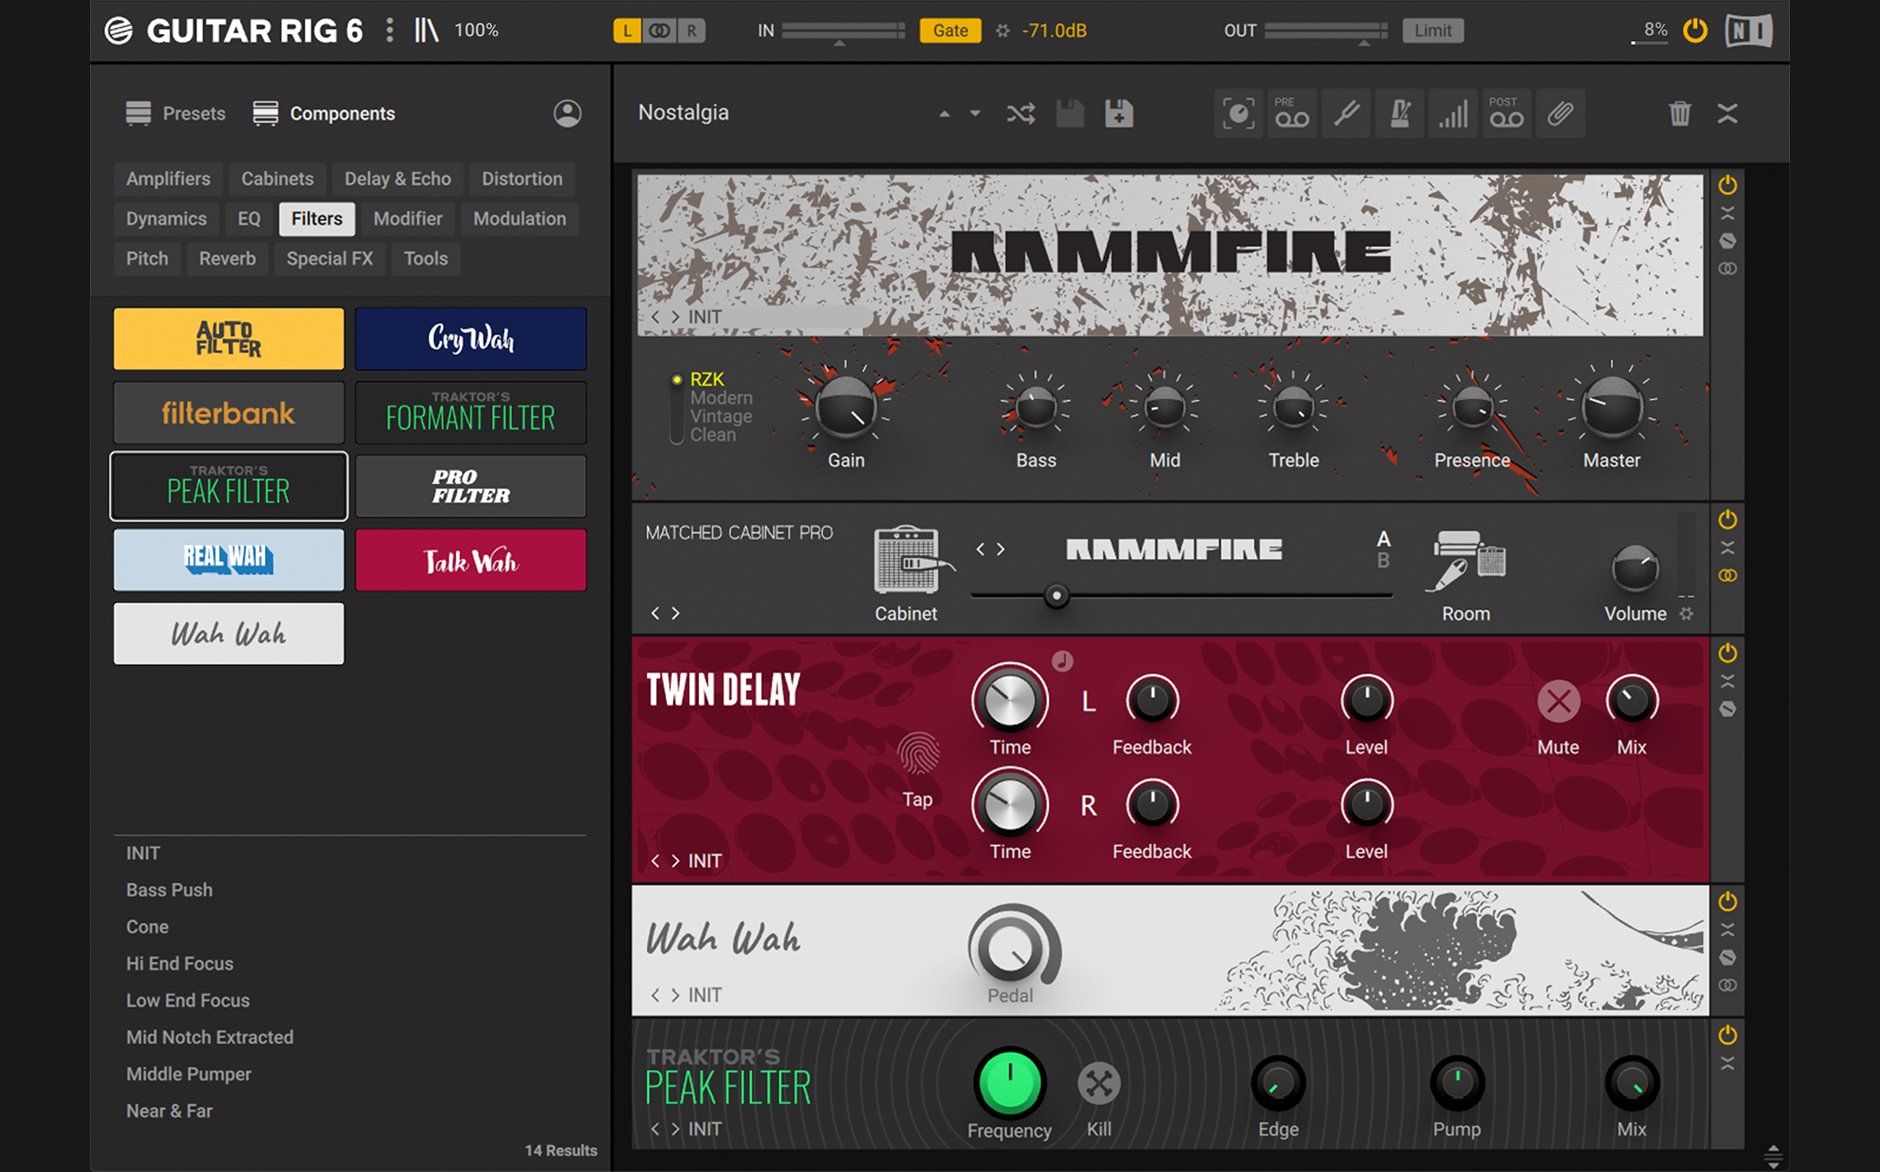 GUITAR RIG 6
100%
L
R
IN
Gate
-71.0dB
OUT
Limit
8%
NI
Presets
Components
Nostalgia
PRE
POST
Amplifiers
Cabinets
Delay & Echo
Distortion
Dynamics
EQ
Filters
Modifier
Modulation
Pitch
Reverb
Special FX
Tools
AUTO
FILTER
Cry Wah
filterbank
TRAKTOR'S
FORMANT FILTER
TRAKTOR'S
PEAK FILTER
PRO
FILTER
REAL WAH
Talk Wah
Wah Wah
INIT
Bass Push
Cone
Hi End Focus
Low End Focus
Mid Notch Extracted
Middle Pumper
Near & Far
14 Results
RAMMFIRE
< > INIT
RZK
Modern
Vintage
Clean
Gain
Bass
Mid
Treble
Presence
Master
MATCHED CABINET PRO
< >
Cabinet
< >
RAMMFIRE
A
B
Room
Volume
TWIN DELAY
Tap
Time
L
Feedback
Level
Mute
Mix
Time
R
Feedback
Level
< > INIT
Wah Wah
< > INIT
Pedal
TRAKTOR'S
PEAK FILTER
< > INIT
Frequency
Kill
Edge
Pump
Mix